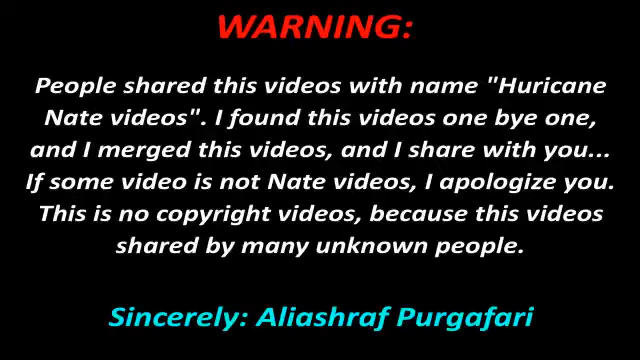 WARNING:
People shared this videos with name "Huricane
Nate videos". I found this videos one bye one,
and I merged this videos, and I share with you...
If some video is not Nate videos, I apologize you.
This is no copyright videos, because this videos
shared by many unknown people.
Sincerely: Aliashraf Purgafari